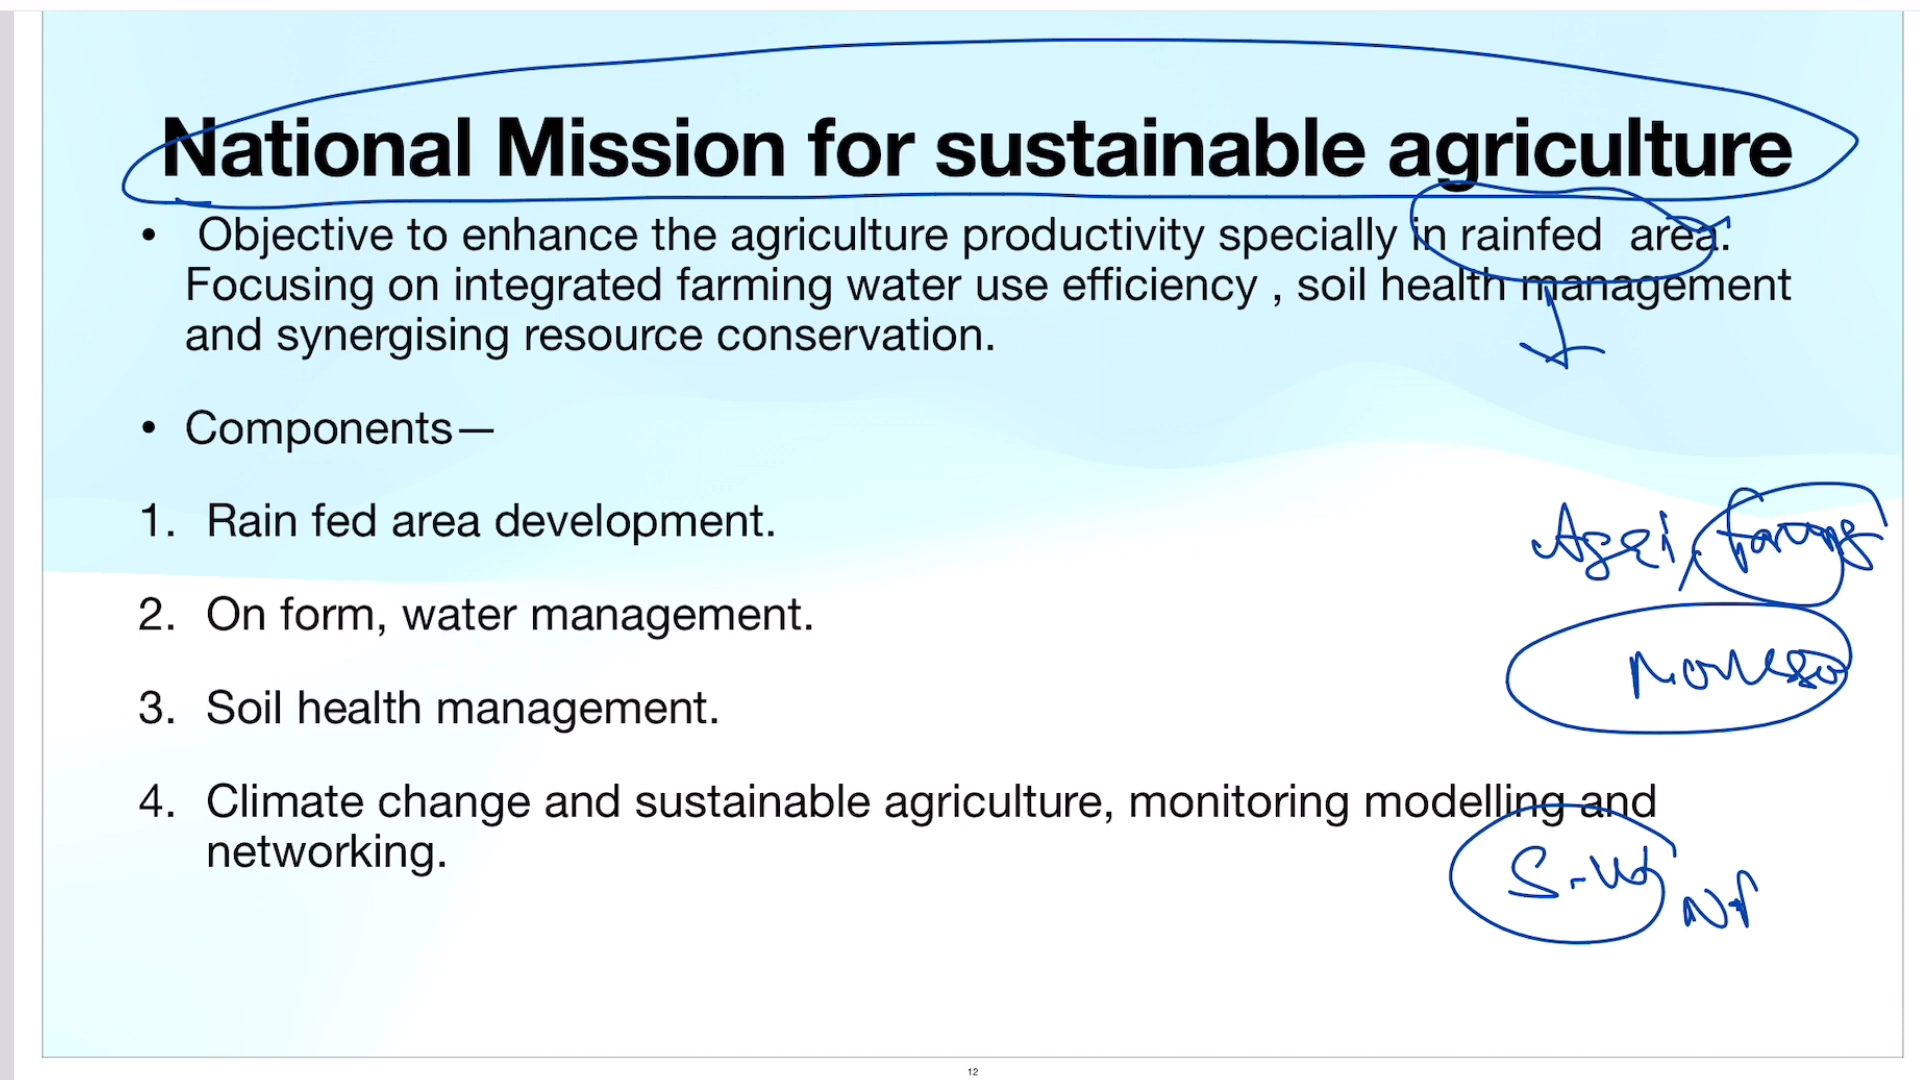 National Mission for sustainable agriculture
• Objective to enhance the agriculture productivity specially in rainfed area.
Focusing on integrated farming water use efficiency , soil health management
and synergising resource conservation.
• Components—
1. Rain fed area development.
2. On form, water management.
3. Soil health management.
4. Climate change and sustainable agriculture, monitoring modelling and
networking.
12